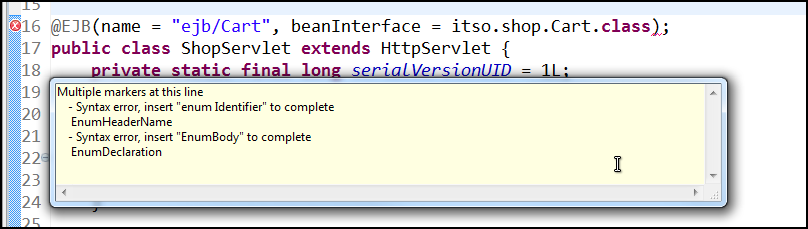 15
16 @EJB(name = "ejb/Cart", beanInterface = itso.shop.Cart.class);
17 public class ShopServlet extends HttpServlet {
18 private static final long serialVersionUID = 1L;
19 Multiple markers at this line
- Syntax error, insert "enum Identifier" to complete
20 EnumHeaderName
21 - Syntax error, insert "EnumBody" to complete
22 EnumDeclaration
23
24 }
25